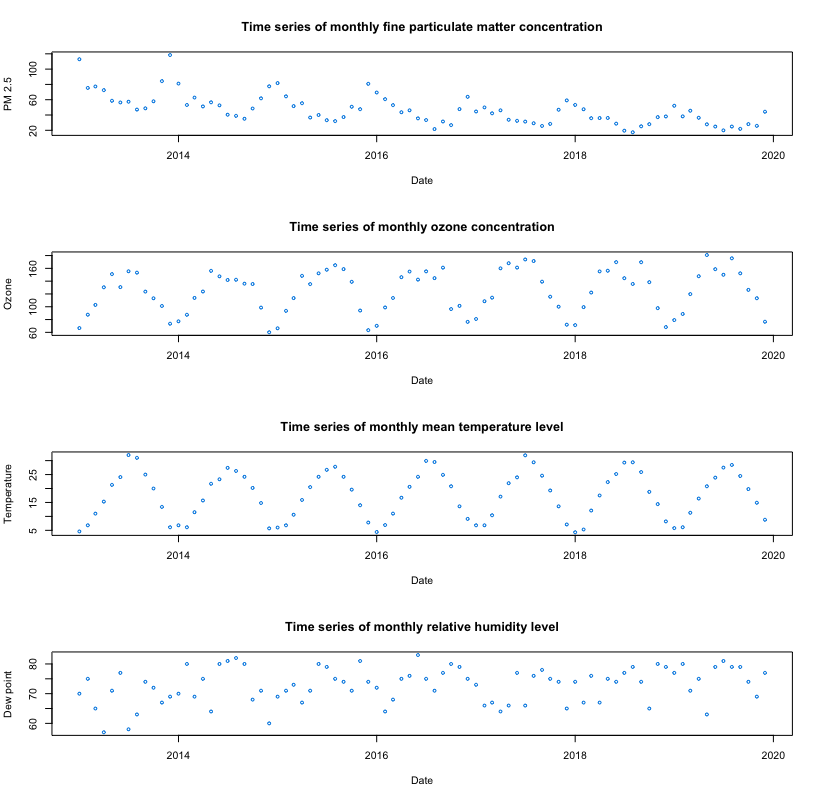 Time series of monthly fine particulate matter concentration
PM 2.5
100
60
20
2014 2016 2018 2020
Date
Time series of monthly ozone concentration
Ozone
160
100
60
2014 2016 2018 2020
Date
Time series of monthly mean temperature level
Temperature
25
15
5
2014 2016 2018 2020
Date
Time series of monthly relative humidity level
Dew point
80
70
60
2014 2016 2018 2020
Date